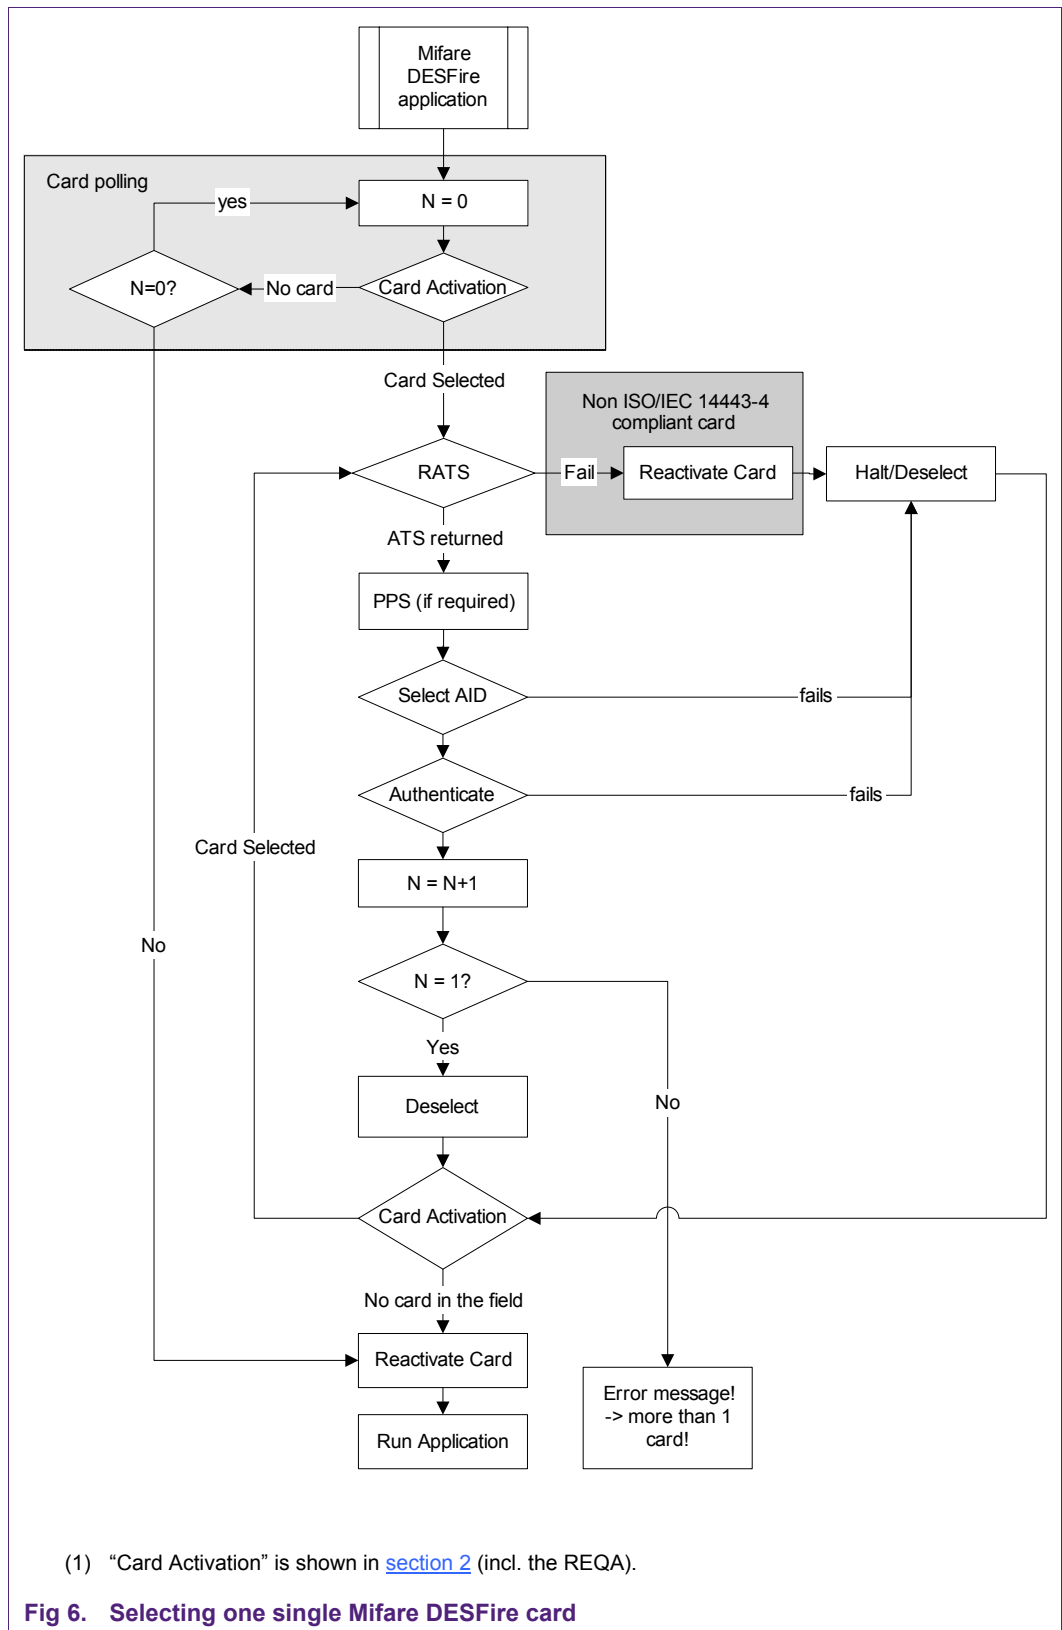 Mifare
DESFire
application
Card polling
yes
N = 0
N=0?
No card
Card Activation
Card Selected
Non ISO/IEC 14443-4
compliant card
RATS
Fail
Reactivate Card
Halt/Deselect
ATS returned
PPS (if required)
Select AID
fails
Authenticate
fails
Card Selected
N = N+1
No
N = 1?
Yes
Deselect
No
Card Activation
No card in the field
Reactivate Card
Error message!
-> more than 1
card!
Run Application
(1) “Card Activation” is shown in section 2 (incl. the REQA).
Fig 6. Selecting one single Mifare DESFire card